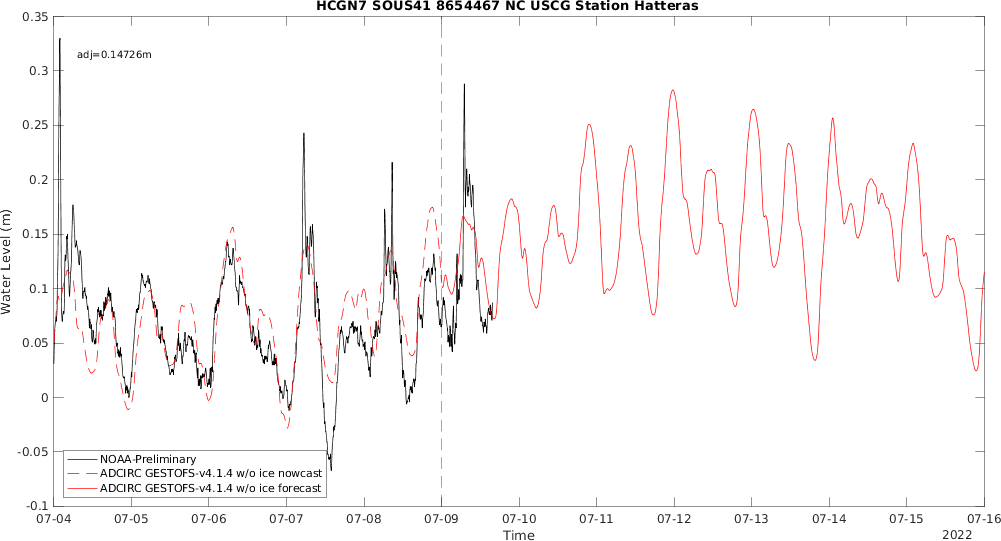 HCGN7 SOUS41 8654467 NC USCG Station Hatteras
adj=0.14726m
0.35
0.3
0.25
0.2
0.15
0.1
0.05
0
-0.05
-0.1
Water Level (m)
NOAA-Preliminary
ADCIRC GESTOFS-v4.1.4 w/o ice nowcast
ADCIRC GESTOFS-v4.1.4 w/o ice forecast
07-04 07-05 07-06 07-07 07-08 07-09 07-10 07-11 07-12 07-13 07-14 07-15 07-16
Time
2022